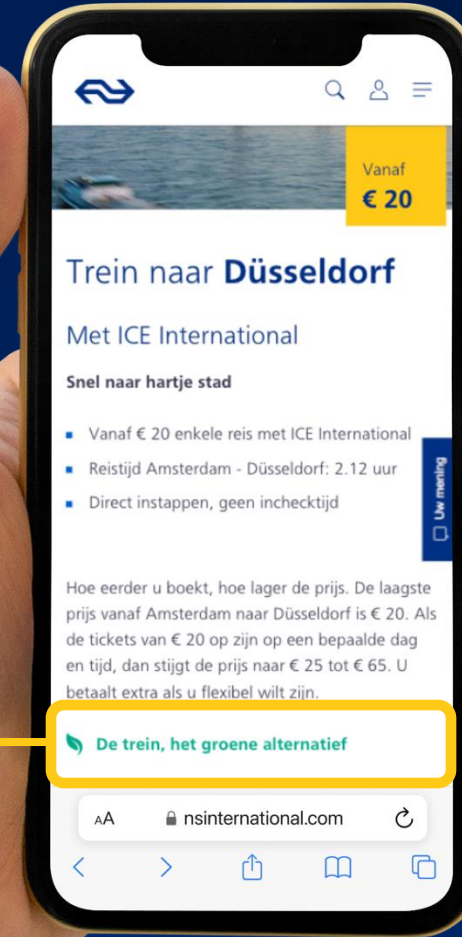 Vanaf
€ 20
Trein naar Düsseldorf
Met ICE International
Snel naar hartje stad
Vanaf € 20 enkele reis met ICE International
Reistijd Amsterdam - Düsseldorf: 2.12 uur
Direct instappen, geen inchecktijd
Uw mening
Hoe eerder u boekt, hoe lager de prijs. De laagste
prijs vanaf Amsterdam naar Düsseldorf is € 20. Als
de tickets van € 20 op zijn op een bepaalde dag
en tijd, dan stijgt de prijs naar € 25 tot € 65. U
betaalt extra als u flexibel wilt zijn.
De trein, het groene alternatief
AA nsinternational.com